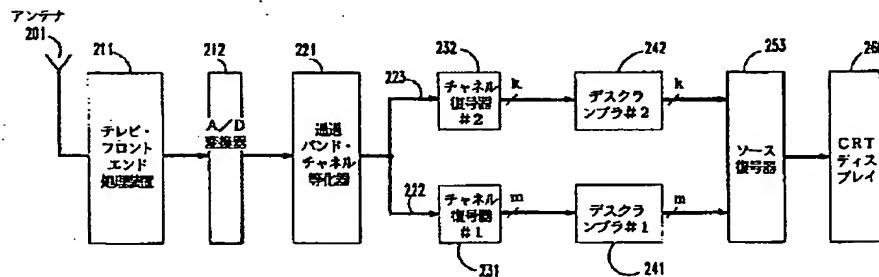 アンテナ
201
211
テレビ・
フロント
エンド
処理装置
212
A/D
変換器
221
通過
バンド・
チャネル
等化器
223
222
232
チャネル
復号器
#2
k
242
デスクラ
ンブラ#2
k
チャネル
復号器
#1
231
m
デスクラ
ンブラ#1
241
m
253
ソース
復号器
CRT
ディス
プレイ